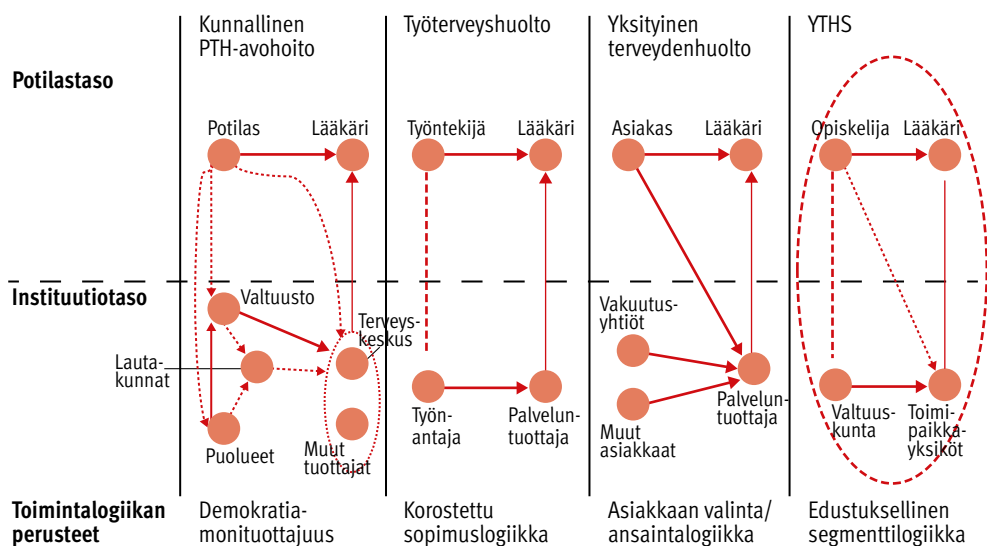 Kunnallinen
PTH-avohoito
Työterveyshuolto
Yksityinen
terveydenhuolto
YTHS
Potilastaso
Potilas
Lääkäri
Työntekijä
Lääkäri
Asiakas
Lääkäri
Opiskelija
Lääkäri
Instituutiotaso
Valtuusto
Terveys-
keskus
Lauta-
kunnat
Puolueet
Muut
tuottajat
Työn-
antaja
Palvelun-
tuottaja
Vakuutus-
yhtiöt
Muut
asiakkaat
Palvelun-
tuottaja
Valtuus-
kunta
Toimi-
paikka-
yksiköt
Toimintalogiikan
perusteet
Demokratia-
monituottajuus
Korostettu
sopimuslogiikka
Asiakkaan valinta/
ansaintalogiikka
Edustuksellinen
segmenttilogiikka